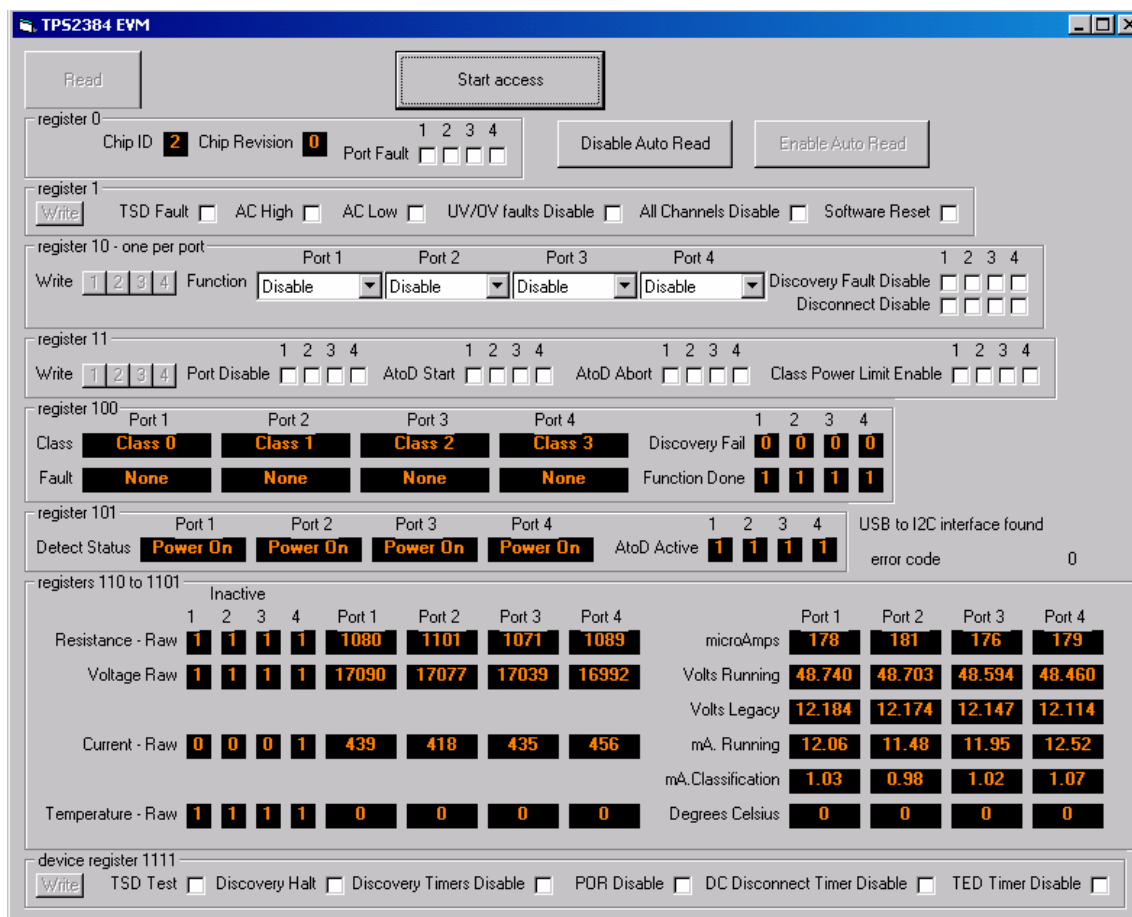 TPS2384 EVM
Read Start access
register 0
1 2 3 4
Chip ID 2 Chip Revision 0 Port Fault
Disable Auto Read Enable Auto Read
register 1
Write TSD Fault AC High AC Low UV/OV faults Disable All Channels Disable Software Reset
register 10 - one per port
Port 1 Port 2 Port 3 Port 4 1 2 3 4
Write 1 2 3 4 Function Disable Disable Disable Disable Discovery Fault Disable
Disconnect Disable
register 11
1 2 3 4 1 2 3 4 1 2 3 4 1 2 3 4
Write 1 2 3 4 Port Disable AtoD Start AtoD Abort Class Power Limit Enable
register 100
Port 1 Port 2 Port 3 Port 4 1 2 3 4
Class Class 0 Class 1 Class 2 Class 3 Discovery Fail 0 0 0 0
Fault None None None None Function Done 1 1 1 1
register 101
Port 1 Port 2 Port 3 Port 4 1 2 3 4 USB to I2C interface found
Detect Status Power On Power On Power On Power On AtoD Active 1 1 1 1
error code 0
registers 110 to 1101
Inactive
1 2 3 4 Port 1 Port 2 Port 3 Port 4 Port 1 Port 2 Port 3 Port 4
Resistance - Raw 1 1 1 1 1080 1101 1071 1089 microAmps 178 181 176 179
Voltage Raw 1 1 1 1 17090 17077 17039 16992 Volts Running 48.740 48.703 48.594 48.460
Volts Legacy 12.184 12.174 12.147 12.114
Current - Raw 0 0 0 1 439 418 435 456 mA. Running 12.06 11.48 11.95 12.52
mA.Classification 1.03 0.98 1.02 1.07
Temperature - Raw 1 1 1 1 0 0 0 0 Degrees Celsius 0 0 0 0
device register 1111
Write TSD Test Discovery Halt Discovery Timers Disable POR Disable DC Disconnect Timer Disable TED Timer Disable